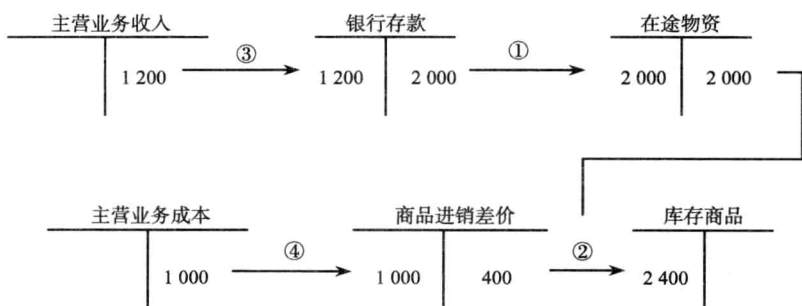 主营业务收入 银行存款 在途物资
1 200 ③ 1 200 2 000 ① 2 000 2 000
主营业务成本 商品进销差价 库存商品
1 000 ④ 1 000 400 ② 2 400